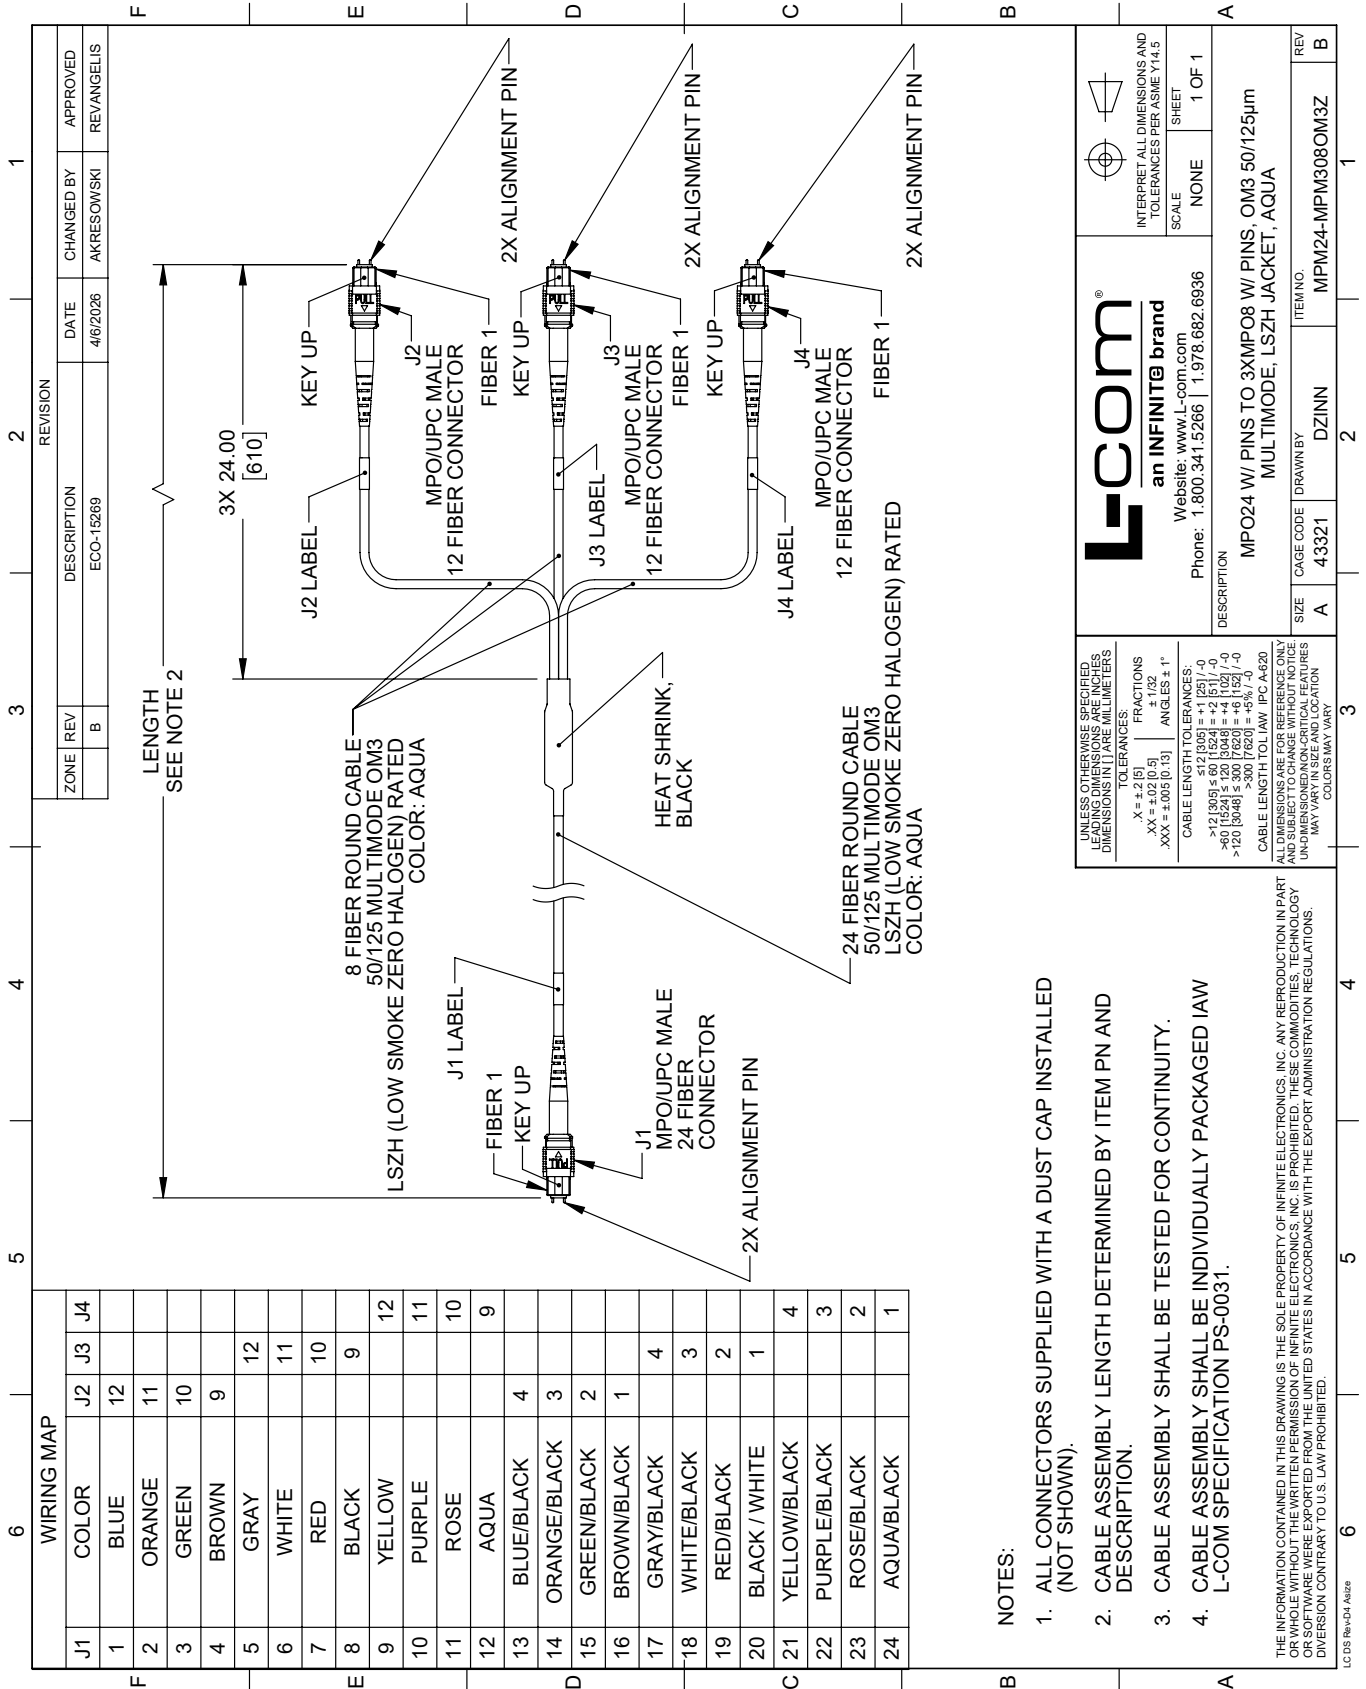 F
E
D
C
B
A
6
5
4
3
2
1
REVISION
ZONE REV DESCRIPTION DATE CHANGED BY APPROVED
B ECO-15269 4/6/2026 AKRESOWSKI REVANGELIS
WIRING MAP
J1 COLOR J2 J3 J4
1 BLUE 12
2 ORANGE 11
3 GREEN 10
4 BROWN 9
5 GRAY 12
6 WHITE 11
7 RED 10
8 BLACK 9
9 YELLOW 12
10 PURPLE 11
11 ROSE 10
12 AQUA 9
13 BLUE/BLACK 4
14 ORANGE/BLACK 3
15 GREEN/BLACK 2
16 BROWN/BLACK 1
17 GRAY/BLACK 4
18 WHITE/BLACK 3
19 RED/BLACK 2
20 BLACK / WHITE 1
21 YELLOW/BLACK 4
22 PURPLE/BLACK 3
23 ROSE/BLACK 2
24 AQUA/BLACK 1
LENGTH
SEE NOTE 2
3X 24.00
[610]
8 FIBER ROUND CABLE
50/125 MULTIMODE OM3
LSZH (LOW SMOKE ZERO HALOGEN) RATED
COLOR: AQUA
J1 LABEL
FIBER 1
KEY UP
PULL
J1
MPO/UPC MALE
24 FIBER
CONNECTOR
2X ALIGNMENT PIN
HEAT SHRINK,
BLACK
24 FIBER ROUND CABLE
50/125 MULTIMODE OM3
LSZH (LOW SMOKE ZERO HALOGEN) RATED
COLOR: AQUA
J2 LABEL
KEY UP
PULL
J2
MPO/UPC MALE
12 FIBER CONNECTOR
FIBER 1
2X ALIGNMENT PIN
J3 LABEL
KEY UP
PULL
J3
MPO/UPC MALE
12 FIBER CONNECTOR
FIBER 1
2X ALIGNMENT PIN
J4 LABEL
KEY UP
PULL
J4
MPO/UPC MALE
12 FIBER CONNECTOR
FIBER 1
2X ALIGNMENT PIN
NOTES:
1. ALL CONNECTORS SUPPLIED WITH A DUST CAP INSTALLED
(NOT SHOWN).
2. CABLE ASSEMBLY LENGTH DETERMINED BY ITEM PN AND
DESCRIPTION.
3. CABLE ASSEMBLY SHALL BE TESTED FOR CONTINUITY.
4. CABLE ASSEMBLY SHALL BE INDIVIDUALLY PACKAGED IAW
L-COM SPECIFICATION PS-0031.
THE INFORMATION CONTAINED IN THIS DRAWING IS THE SOLE PROPERTY OF INFINITE ELECTRONICS, INC. ANY REPRODUCTION IN PART
OR WHOLE WITHOUT THE WRITTEN PERMISSION OF INFINITE ELECTRONICS, INC. IS PROHIBITED. THESE COMMODITIES, TECHNOLOGY
OR SOFTWARE WERE EXPORTED FROM THE UNITED STATES IN ACCORDANCE WITH THE EXPORT ADMINISTRATION REGULATIONS.
DIVERSION CONTRARY TO U.S. LAW PROHIBITED.
LC DS Rev-D4 Asize
UNLESS OTHERWISE SPECIFIED
LEADING DIMENSIONS ARE INCHES
DIMENSIONS IN [ ] ARE MILLIMETERS
TOLERANCES:
.X = ±.2 [5]
.XX = ±.02 [0.5]
.XXX = ±.005 [0.13]
FRACTIONS
± 1/32
ANGLES ± 1°
CABLE LENGTH TOLERANCES:
≤12 [305] = +1 [25] / -0
>12 [305] ≤ 60 [1524] = +2 [51] / -0
>60 [1524] ≤ 120 [3048] = +4 [102] / -0
>120 [3048] ≤ 300 [7620] = +6 [152] / -0
>300 [7620] = +5% / -0
CABLE LENGTH TOL IAW IPC A-620
ALL DIMENSIONS ARE FOR REFERENCE ONLY
AND SUBJECT TO CHANGE WITHOUT NOTICE.
UN-DIMENSIONED/NON-CRITICAL FEATURES
MAY VARY IN SIZE AND LOCATION
COLORS MAY VARY
L-com®
an INFINIT@ brand
Website: www.L-com.com
Phone: 1.800.341.5266 | 1.978.682.6936
INTERPRET ALL DIMENSIONS AND
TOLERANCES PER ASME Y14.5
SCALE NONE
SHEET 1 OF 1
DESCRIPTION
MPO24 W/ PINS TO 3XMPO8 W/ PINS, OM3 50/125µm
MULTIMODE, LSZH JACKET, AQUA
SIZE A
CAGE CODE 43321
DRAWN BY DZINN
ITEM NO. MPM24-MPM308OM3Z
REV B